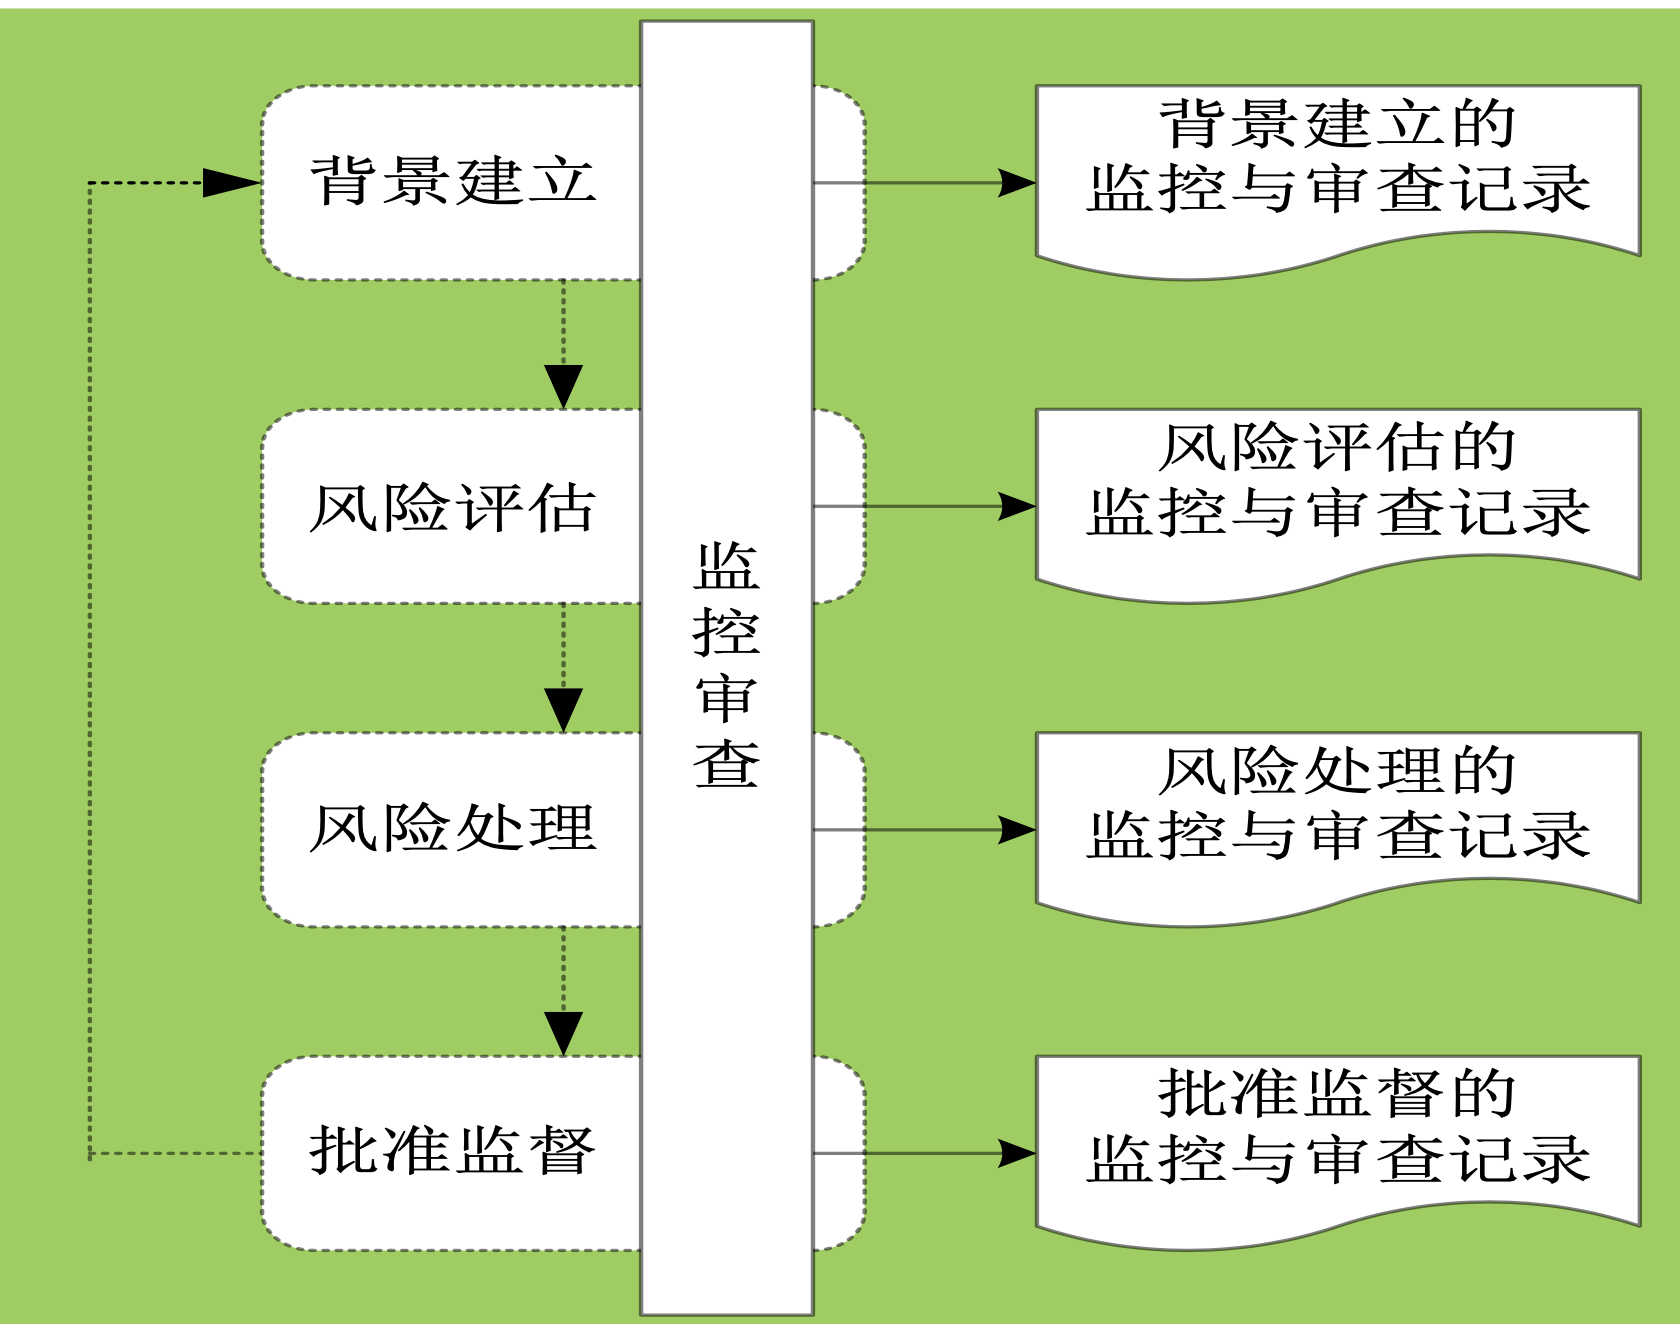 背景建立
背景建立的
监控与审查记录
风险评估
风险评估的
监控与审查记录
监
控
审
查
风险处理
风险处理的
监控与审查记录
批准监督
批准监督的
监控与审查记录